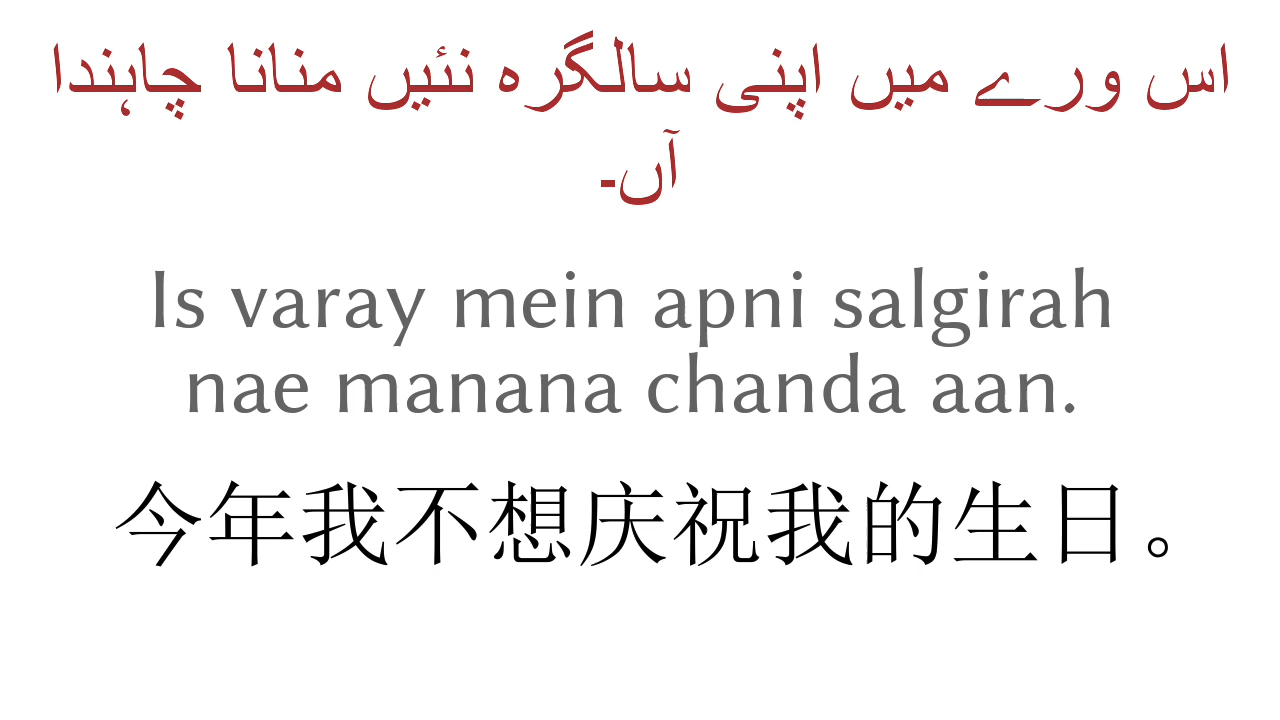 اس ورے میں اپنی سالگرہ نئیں منانا چاہندا
آں۔
Is varay mein apni salgirah
nae manana chanda aan.
今年我不想庆祝我的生日。